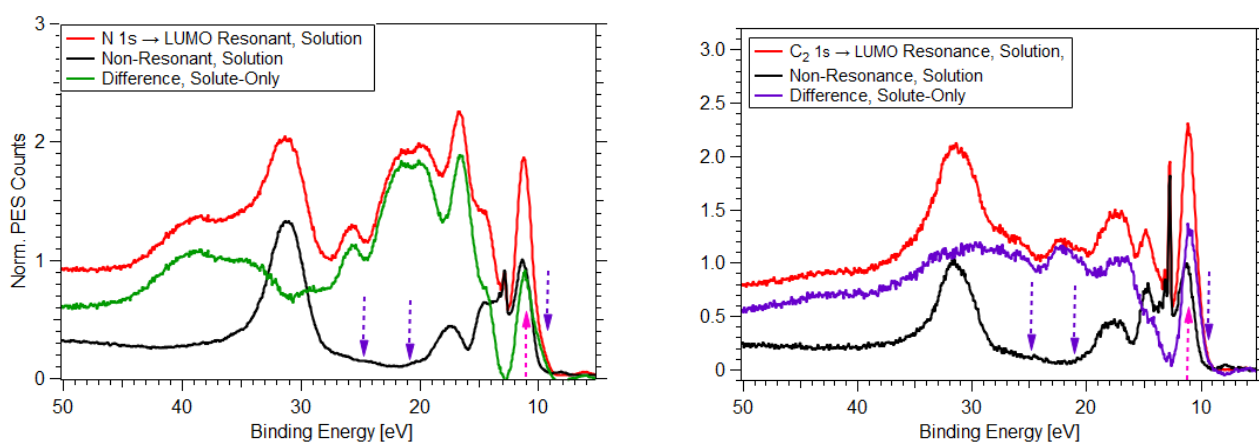 3
N 1s → LUMO Resonant, Solution
Non-Resonant, Solution
Difference, Solute-Only
2
1
0
Norm. PES Counts
50
40
30
20
10
Binding Energy [eV]
3.0
C₂ 1s → LUMO Resonance, Solution,
Non-Resonance, Solution
Difference, Solute-Only
2.5
2.0
1.5
1.0
0.5
0
50
40
30
20
10
Binding Energy [eV]